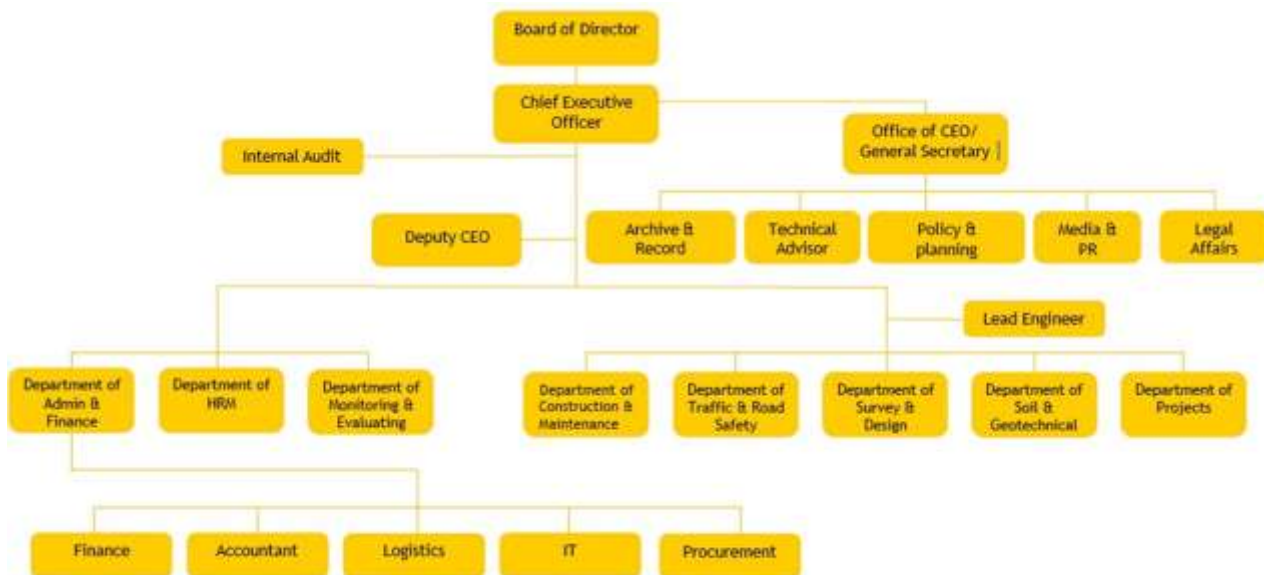 Board of Director
Chief Executive
Officer
Office of CEO/
General Secretary
Internal Audit
Deputy CEO
Archive &
Record
Technical
Advisor
Policy &
planning
Media &
PR
Legal
Affairs
Lead Engineer
Department of
Admin &
Finance
Department of
HRM
Department of
Monitoring &
Evaluating
Department of
Construction &
Maintenance
Department of
Traffic & Road
Safety
Department of
Survey &
Design
Department of
Soil &
Geotechnical
Department of
Projects
Finance
Accountant
Logistics
IT
Procurement